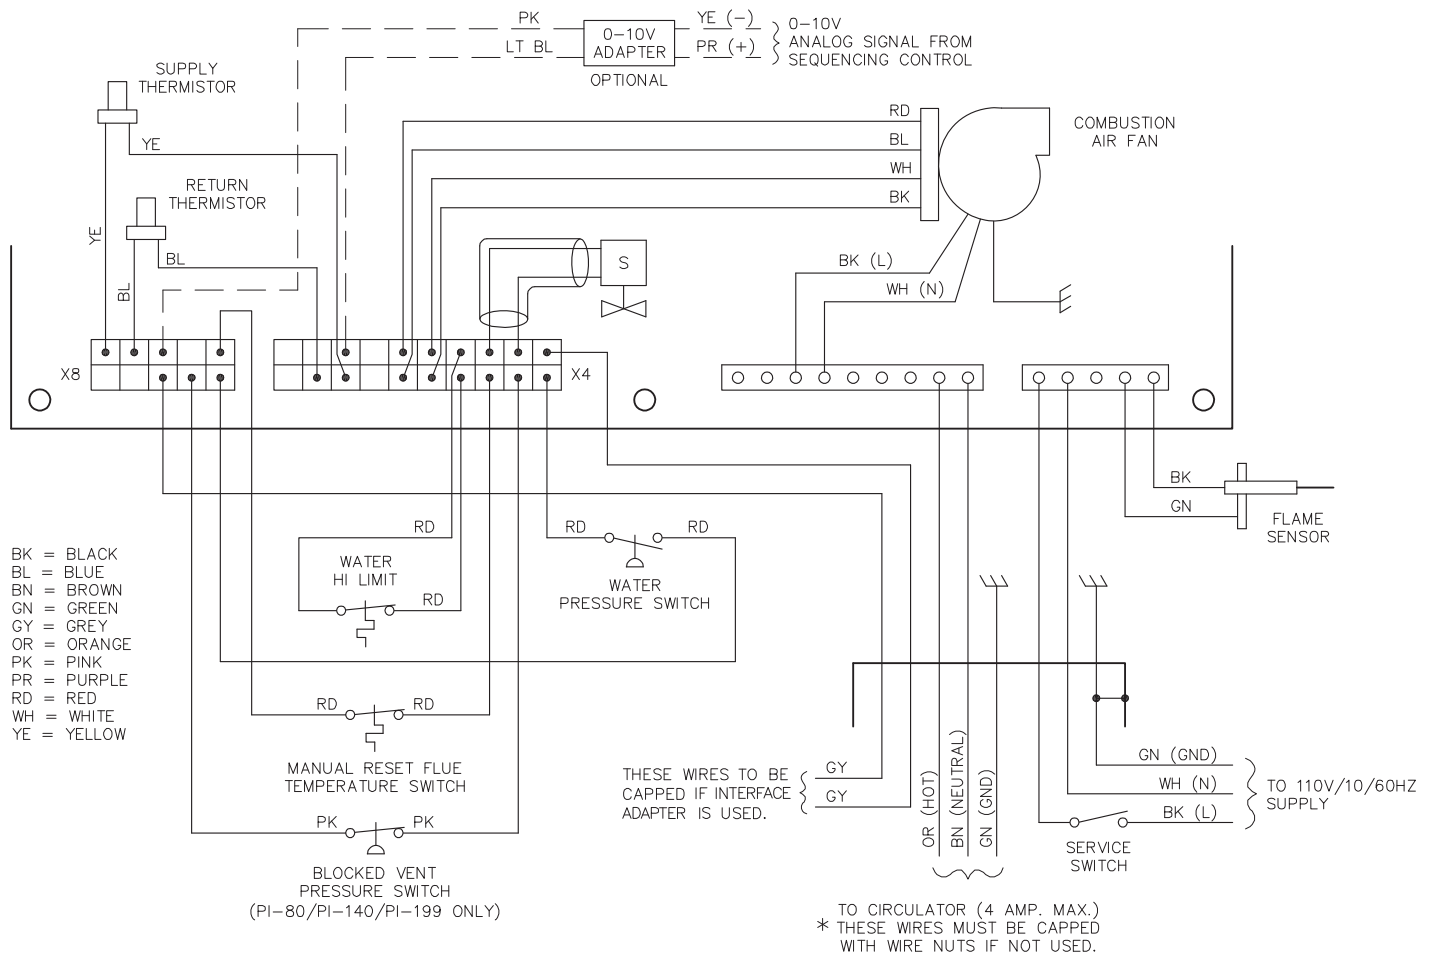 PK
YE (–)
0–10V
ADAPTER
0–10V
ANALOG SIGNAL FROM
SEQUENCING CONTROL
LT BL
PR (+)
OPTIONAL
SUPPLY
THERMISTOR
YE
RETURN
THERMISTOR
YE
BL
BL
RD
BL
WH
BK
COMBUSTION
AIR FAN
BK (L)
WH (N)
S
X8
X4
BK
GN
FLAME
SENSOR
RD
RD
RD
WATER
HI LIMIT
RD
WATER
PRESSURE SWITCH
BK = BLACK
BL = BLUE
BN = BROWN
GN = GREEN
GY = GREY
OR = ORANGE
PK = PINK
PR = PURPLE
RD = RED
WH = WHITE
YE = YELLOW
RD
RD
MANUAL RESET FLUE
TEMPERATURE SWITCH
PK
PK
BLOCKED VENT
PRESSURE SWITCH
(PI–80/PI–140/PI–199 ONLY)
THESE WIRES TO BE
CAPPED IF INTERFACE
ADAPTER IS USED.
GY
GY
OR (HOT)
BN (NEUTRAL)
GN (GND)
GN (GND)
WH (N)
BK (L)
TO 110V/10/60HZ
SUPPLY
SERVICE
SWITCH
TO CIRCULATOR (4 AMP. MAX.)
* THESE WIRES MUST BE CAPPED
WITH WIRE NUTS IF NOT USED.